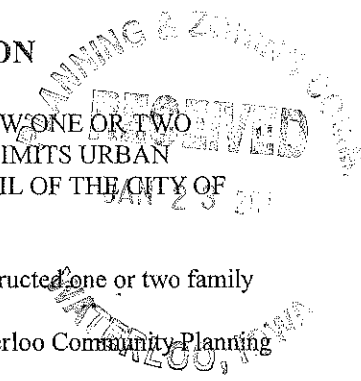 ON
PLANNING & ZONING
RECEIVED
W ONE OR TWO
IMITS URBAN
IL OF THE CITY OF
JAN 23
ructed one or two family
WATERLOO, IOWA
erloo Community Planning